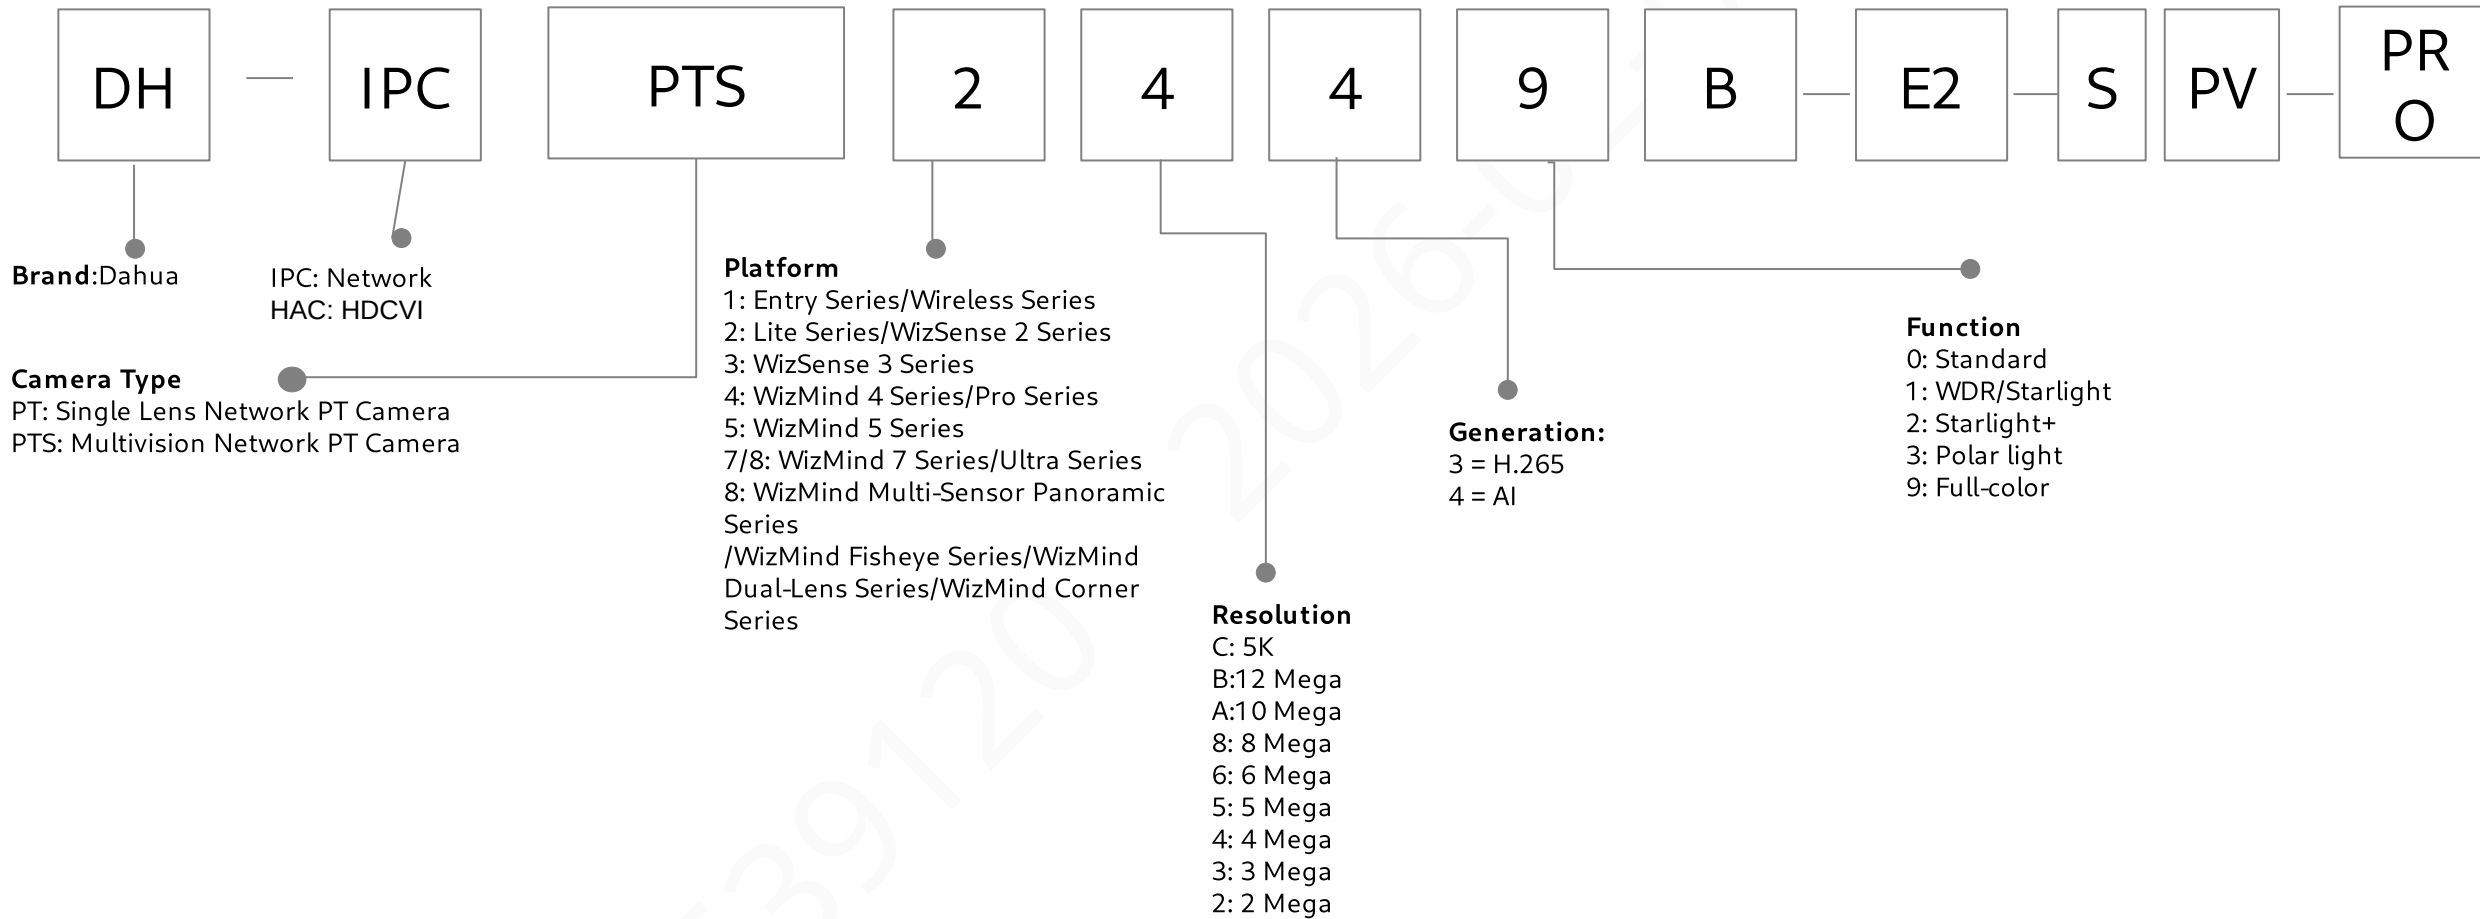 DH — IPC PTS 2 4 4 9 B — E2 — S PV — PR
O
Brand:Dahua
IPC: Network
HAC: HDCVI
Camera Type
PT: Single Lens Network PT Camera
PTS: Multivision Network PT Camera
Platform
1: Entry Series/Wireless Series
2: Lite Series/WizSense 2 Series
3: WizSense 3 Series
4: WizMind 4 Series/Pro Series
5: WizMind 5 Series
7/8: WizMind 7 Series/Ultra Series
8: WizMind Multi-Sensor Panoramic
Series
/WizMind Fisheye Series/WizMind
Dual-Lens Series/WizMind Corner
Series
Resolution
C: 5K
B:12 Mega
A:10 Mega
8: 8 Mega
6: 6 Mega
5: 5 Mega
4: 4 Mega
3: 3 Mega
2: 2 Mega
Generation:
3 = H.265
4 = AI
Function
0: Standard
1: WDR/Starlight
2: Starlight+
3: Polar light
9: Full-color